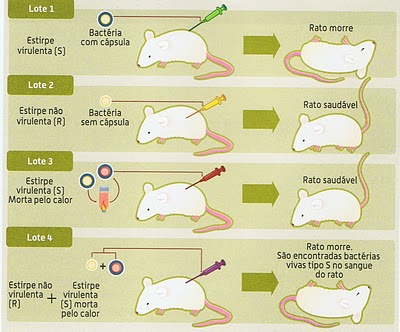 Lote 1
Estirpe
virulenta (S)
Bactéria
com cápsula
Rato morre
Lote 2
Estirpe não
virulenta (R)
Bactéria
sem cápsula
Rato saudável
Lote 3
Estirpe
virulenta (S)
Morta pelo calor
Rato saudável
Lote 4
Estirpe não
virulenta
(R)
+
Estirpe
virulenta
(S) morta
pelo calor
+
Rato morre.
São encontradas bactérias
vivas tipo S no sangue
do rato